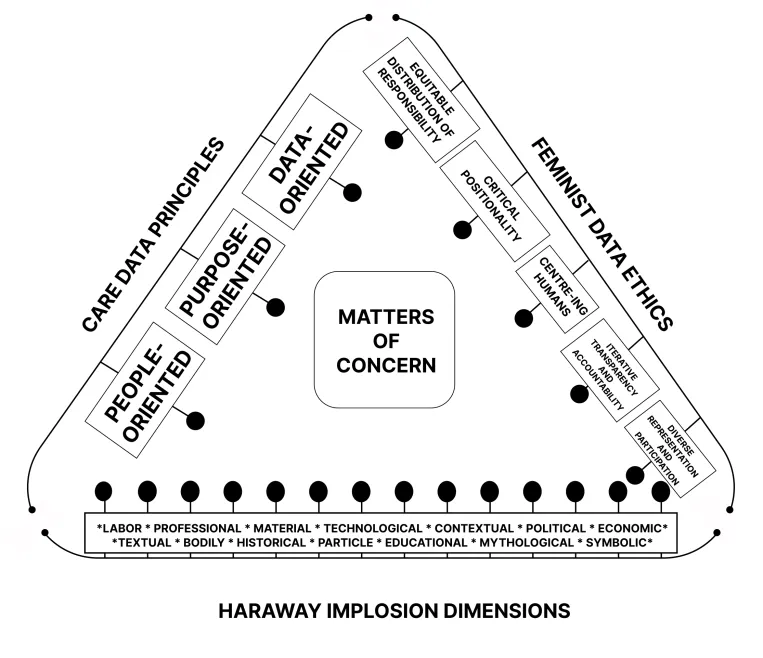 CARE DATA PRINCIPLES
DATA-
ORIENTED
PURPOSE-
ORIENTED
PEOPLE-
ORIENTED
FEMINIST DATA ETHICS
EQUITABLE
DISTRIBUTION OF
RESPONSIBILITY
CRITICAL
POSITIONALITY
CENTRE-ING
HUMANS
ITERATIVE
TRANSPARENCY
AND
ACCOUNTABILITY
DIVERSE
REPRESENTATION
AND
PARTICIPATION
MATTERS
OF
CONCERN
*LABOR * PROFESSIONAL * MATERIAL * TECHNOLOGICAL * CONTEXTUAL * POLITICAL * ECONOMIC*
*TEXTUAL * BODILY * HISTORICAL * PARTICLE * EDUCATIONAL * MYTHOLOGICAL * SYMBOLIC*
HARAWAY IMPLOSION DIMENSIONS